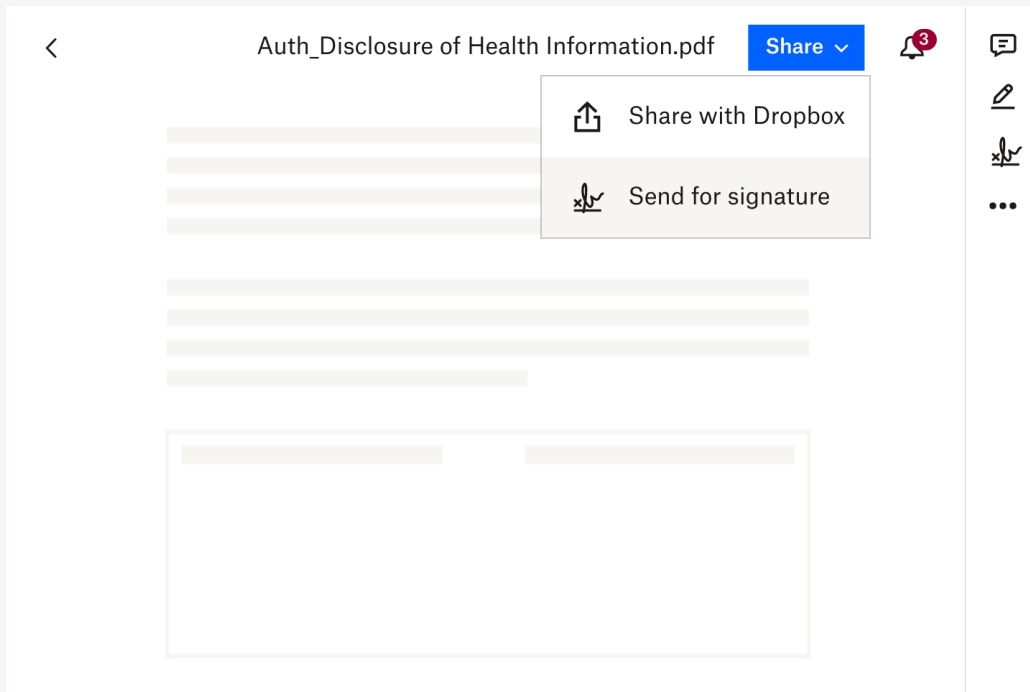 Auth_Disclosure of Health Information.pdf
Share
3
Share with Dropbox
Send for signature